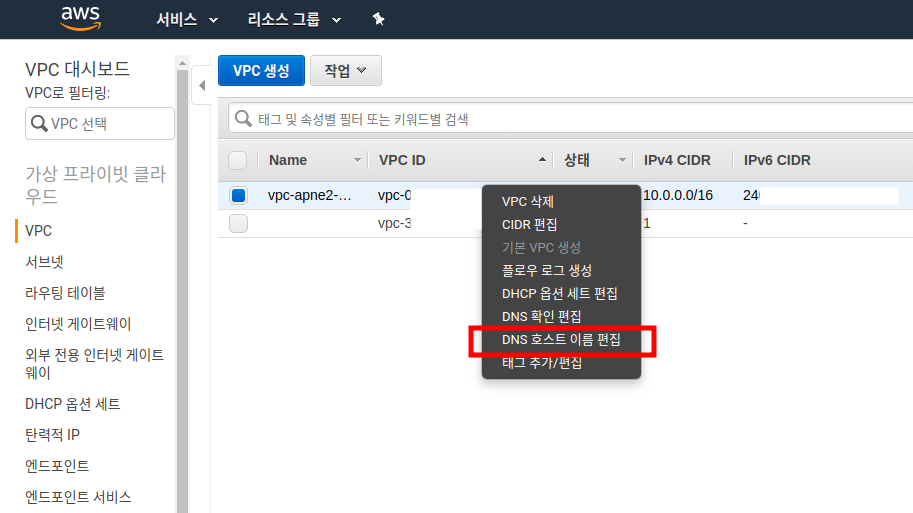 aws 서비스 리소스 그룹
VPC 대시보드
VPC로 필터링:
VPC 선택
가상 프라이빗 클라
우드
VPC
서브넷
라우팅 테이블
인터넷 게이트웨이
외부 전용 인터넷 게이트
웨이
DHCP 옵션 세트
탄력적 IP
엔드포인트
엔드포인트 서비스
VPC 생성 작업
태그 및 속성별 필터 또는 키워드별 검색
Name VPC ID 상태 IPv4 CIDR IPv6 CIDR
vpc-apne2-... vpc-0 10.0.0.0/16 24
vpc-3 1 -
VPC 삭제
CIDR 편집
기본 VPC 생성
플로우 로그 생성
DHCP 옵션 세트 편집
DNS 확인 편집
DNS 호스트 이름 편집
태그 추가/편집